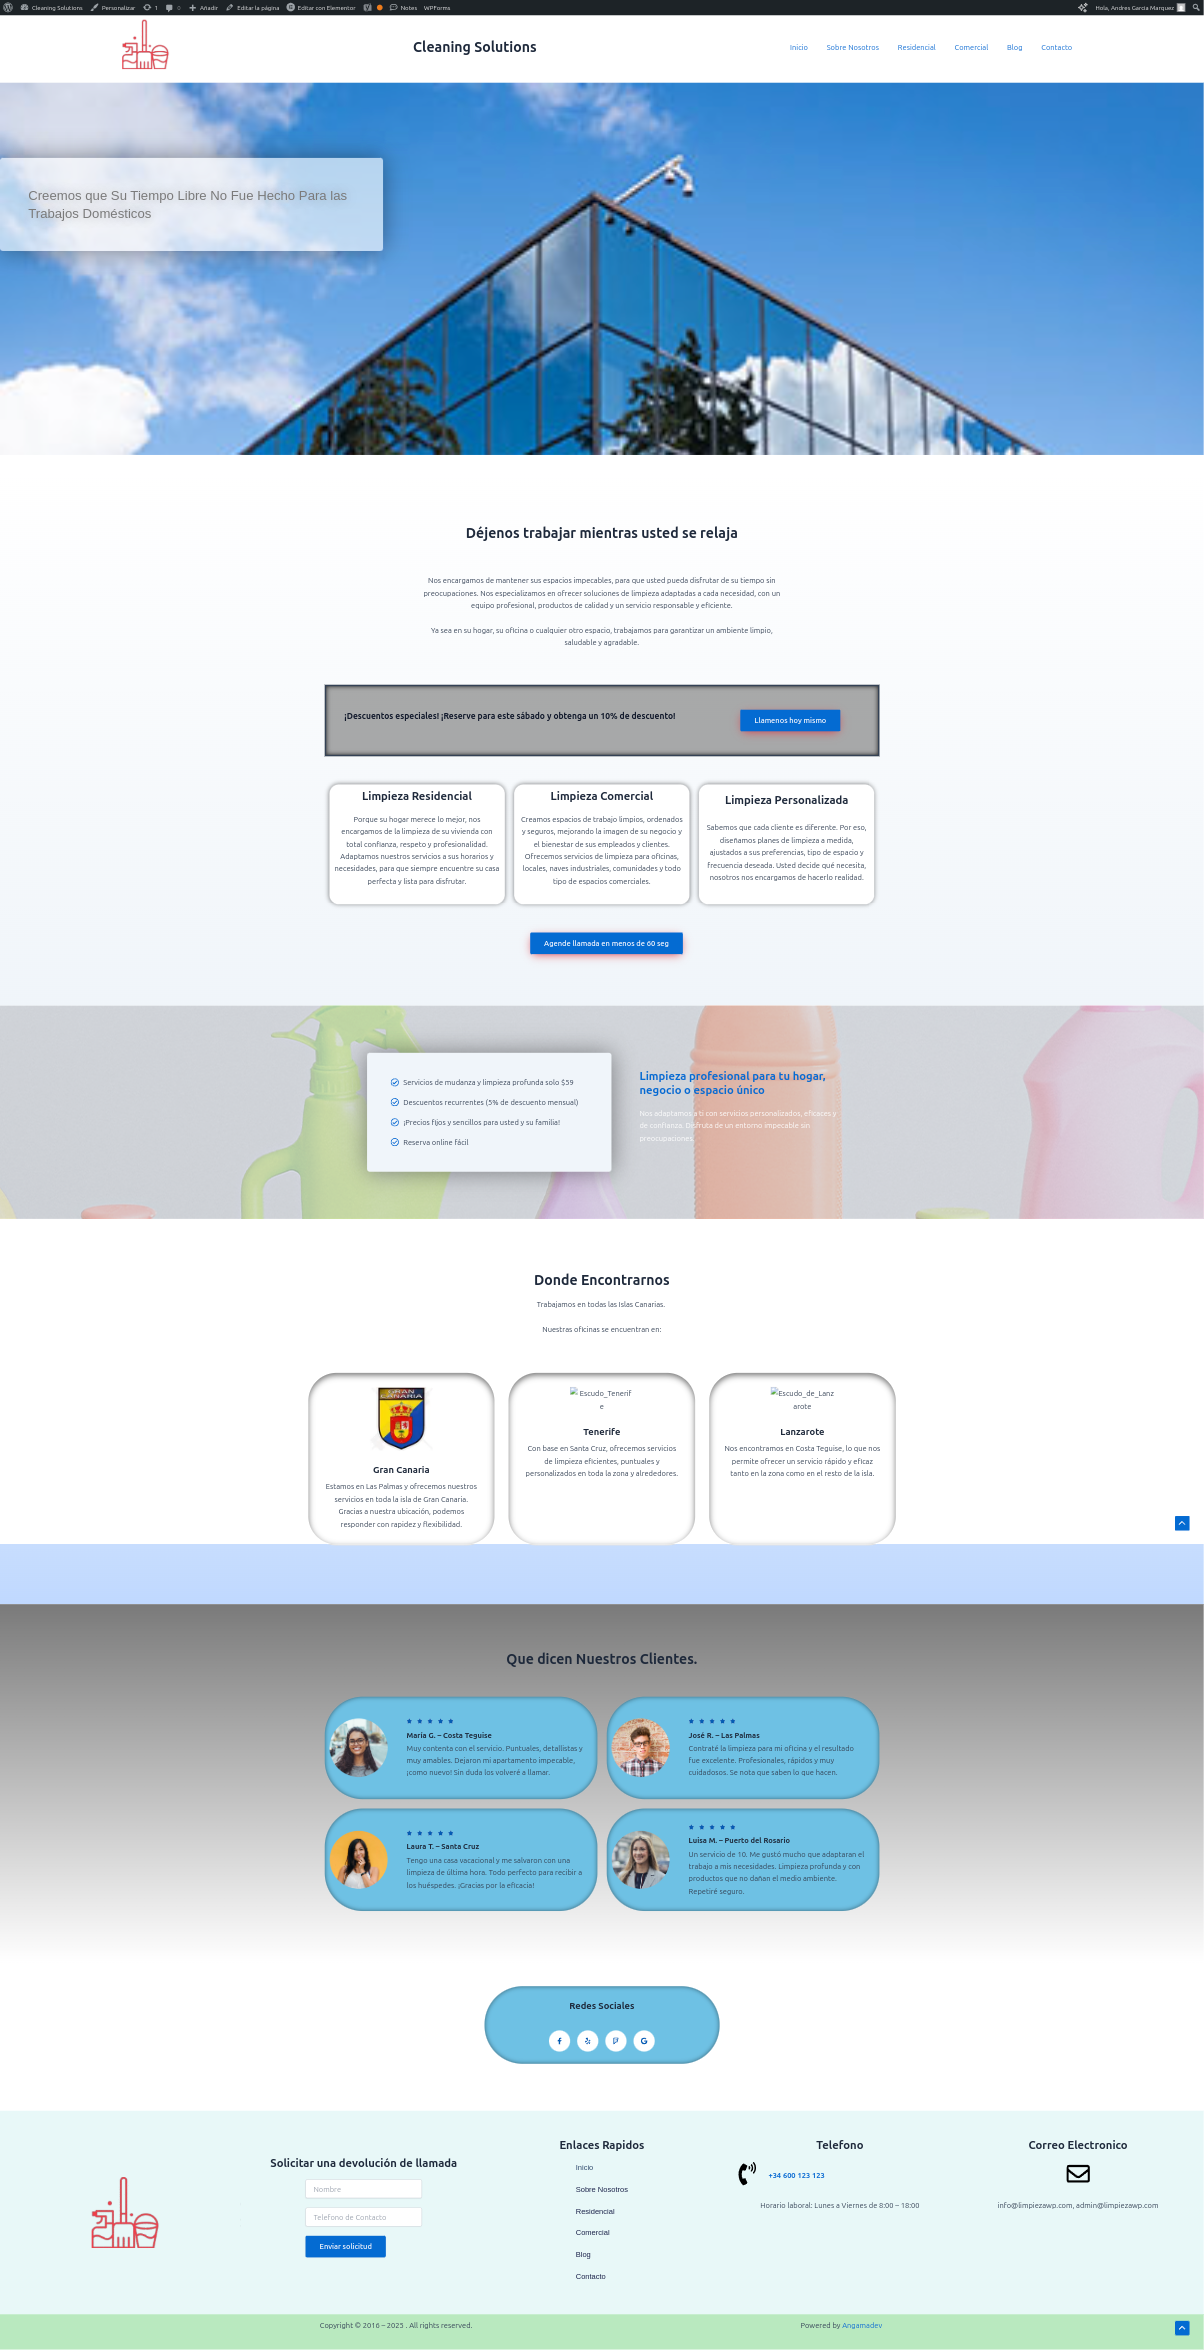 Cleaning Solutions Personalizar 1 0 Añadir Editar la página Editar con Elementor Notes WPForms Hola, Andres Garcia Marquez
Cleaning Solutions
Inicio Sobre Nosotros Residencial Comercial Blog Contacto
Creemos que Su Tiempo Libre No Fue Hecho Para las
Trabajos Domésticos
Déjenos trabajar mientras usted se relaja
Nos encargamos de mantener sus espacios impecables, para que usted pueda disfrutar de su tiempo sin
preocupaciones. Nos especializamos en ofrecer soluciones de limpieza adaptadas a cada necesidad, con un
equipo profesional, productos de calidad y un servicio responsable y eficiente.
Ya sea en su hogar, su oficina o cualquier otro espacio, trabajamos para garantizar un ambiente limpio,
saludable y agradable.
¡Descuentos especiales! ¡Reserve para este sábado y obtenga un 10% de descuento!
Llamenos hoy mismo
Limpieza Residencial
Porque su hogar merece lo mejor, nos
encargamos de la limpieza de su vivienda con
total confianza, respeto y profesionalidad.
Adaptamos nuestros servicios a sus horarios y
necesidades, para que siempre encuentre su casa
perfecta y lista para disfrutar.
Limpieza Comercial
Creamos espacios de trabajo limpios, ordenados
y seguros, mejorando la imagen de su negocio y
el bienestar de sus empleados y clientes.
Ofrecemos servicios de limpieza para oficinas,
locales, naves industriales, comunidades y todo
tipo de espacios comerciales.
Limpieza Personalizada
Sabemos que cada cliente es diferente. Por eso,
diseñamos planes de limpieza a medida,
ajustados a sus preferencias, tipo de espacio y
frecuencia deseada. Usted decide qué necesita,
nosotros nos encargamos de hacerlo realidad.
Agende llamada en menos de 60 seg
Servicios de mudanza y limpieza profunda solo $59
Descuentos recurrentes (5% de descuento mensual)
¡Precios fijos y sencillos para usted y su familia!
Reserva online fácil
Limpieza profesional para tu hogar,
negocio o espacio único
Nos adaptamos a ti con servicios personalizados, eficaces y
de confianza. Disfruta de un entorno impecable sin
preocupaciones.
Donde Encontrarnos
Trabajamos en todas las Islas Canarias.
Nuestras oficinas se encuentran en:
GRAN
CANARIA
Gran Canaria
Estamos en Las Palmas y ofrecemos nuestros
servicios en toda la isla de Gran Canaria.
Gracias a nuestra ubicación, podemos
responder con rapidez y flexibilidad.
Escudo_Tenerif
e
Tenerife
Con base en Santa Cruz, ofrecemos servicios
de limpieza eficientes, puntuales y
personalizados en toda la zona y alrededores.
Escudo_de_Lanz
arote
Lanzarote
Nos encontramos en Costa Teguise, lo que nos
permite ofrecer un servicio rápido y eficaz
tanto en la zona como en el resto de la isla.
Que dicen Nuestros Clientes.
María G. – Costa Teguise
Muy contenta con el servicio. Puntuales, detallistas y
muy amables. Dejaron mi apartamento impecable,
¡como nuevo! Sin duda los volveré a llamar.
José R. – Las Palmas
Contraté la limpieza para mi oficina y el resultado
fue excelente. Profesionales, rápidos y muy
cuidadosos. Se nota que saben lo que hacen.
Laura T. – Santa Cruz
Tengo una casa vacacional y me salvaron con una
limpieza de última hora. Todo perfecto para recibir a
los huéspedes. ¡Gracias por la eficacia!
Luisa M. – Puerto del Rosario
Un servicio de 10. Me gustó mucho que adaptaran el
trabajo a mis necesidades. Limpieza profunda y con
productos que no dañan el medio ambiente.
Repetiré seguro.
Redes Sociales
Solicitar una devolución de llamada
Nombre
Telefono de Contacto
Enviar solicitud
Enlaces Rapidos
Inicio
Sobre Nosotros
Residencial
Comercial
Blog
Contacto
Telefono
+34 600 123 123
Horario laboral: Lunes a Viernes de 8:00 – 18:00
Correo Electronico
info@limpiezawp.com, admin@limpiezawp.com
Copyright © 2016 – 2025 . All rights reserved.
Powered by Angamadev